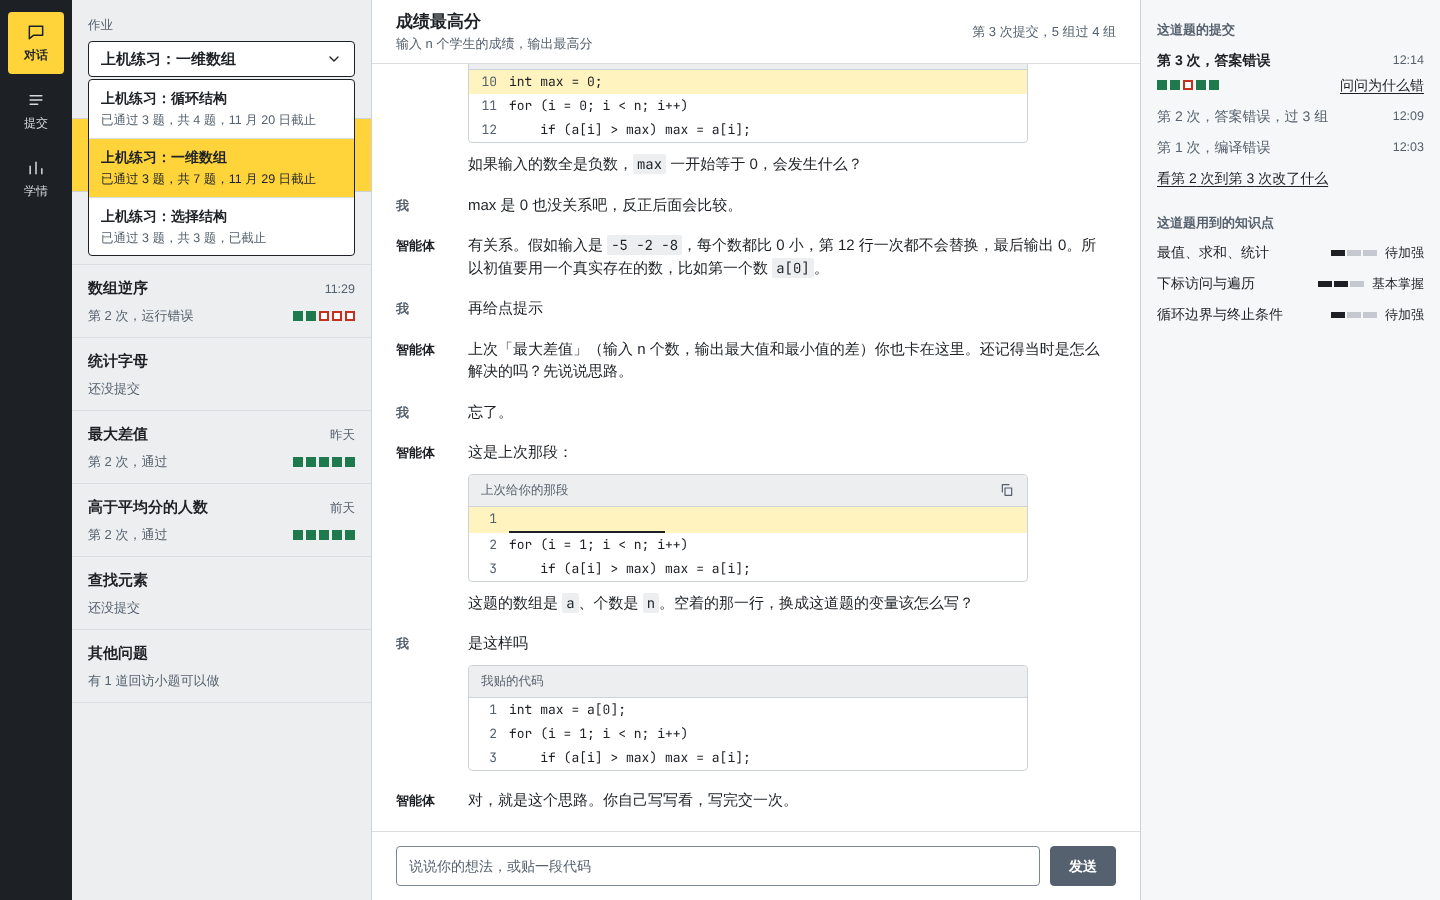 对话
提交
学情
作业
上机练习：一维数组
上机练习：循环结构
已通过 3 题，共 4 题，11 月 20 日截止
上机练习：一维数组
已通过 3 题，共 7 题，11 月 29 日截止
上机练习：选择结构
已通过 3 题，共 3 题，已截止
数组逆序 11:29
第 2 次，运行错误
统计字母
还没提交
最大差值 昨天
第 2 次，通过
高于平均分的人数 前天
第 2 次，通过
查找元素
还没提交
其他问题
有 1 道回访小题可以做
成绩最高分
输入 n 个学生的成绩，输出最高分
第 3 次提交，5 组过 4 组
10 int max = 0;
11 for (i = 0; i < n; i++)
12     if (a[i] > max) max = a[i];
如果输入的数全是负数，max 一开始等于 0，会发生什么？
我 max 是 0 也没关系吧，反正后面会比较。
智能体 有关系。假如输入是 -5 -2 -8，每个数都比 0 小，第 12 行一次都不会替换，最后输出 0。所
以初值要用一个真实存在的数，比如第一个数 a[0]。
我 再给点提示
智能体 上次「最大差值」（输入 n 个数，输出最大值和最小值的差）你也卡在这里。还记得当时是怎么
解决的吗？先说说思路。
我 忘了。
智能体 这是上次那段：
上次给你的那段
1
2 for (i = 1; i < n; i++)
3     if (a[i] > max) max = a[i];
这题的数组是 a、个数是 n。空着的那一行，换成这道题的变量该怎么写？
我 是这样吗
我贴的代码
1 int max = a[0];
2 for (i = 1; i < n; i++)
3     if (a[i] > max) max = a[i];
智能体 对，就是这个思路。你自己写写看，写完交一次。
说说你的想法，或贴一段代码
发送
这道题的提交
第 3 次，答案错误 12:14
问问为什么错
第 2 次，答案错误，过 3 组 12:09
第 1 次，编译错误 12:03
看第 2 次到第 3 次改了什么
这道题用到的知识点
最值、求和、统计 待加强
下标访问与遍历 基本掌握
循环边界与终止条件 待加强